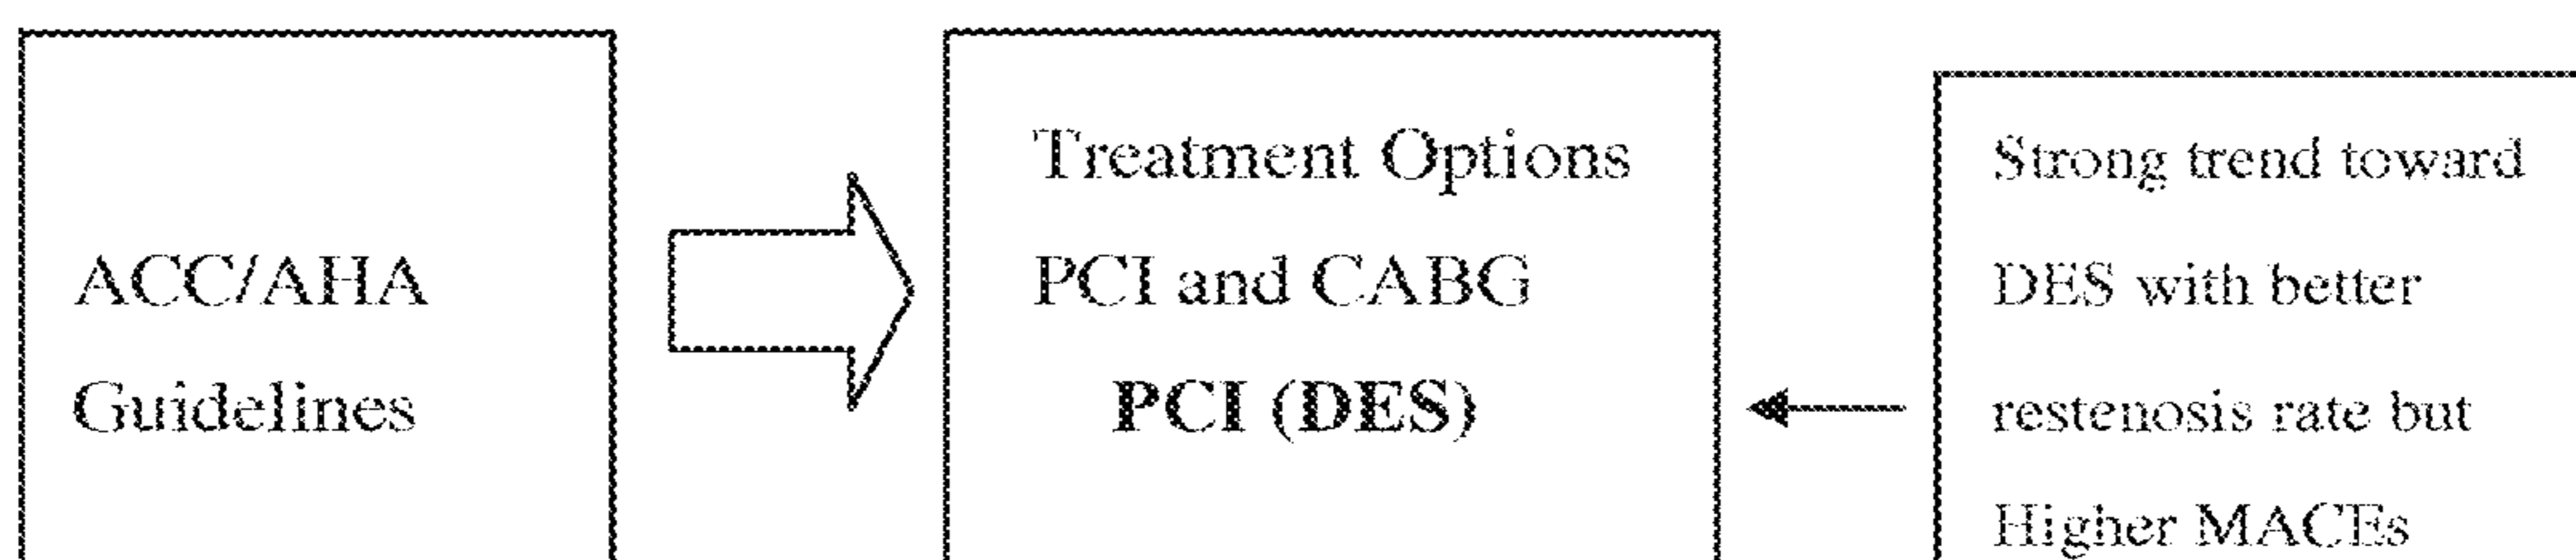 ACC/AHA
Guidelines
Treatment Options
PCI and CABG
PCI (DES)
Strong trend toward
DES with better
restenosis rate but
Higher MACEs